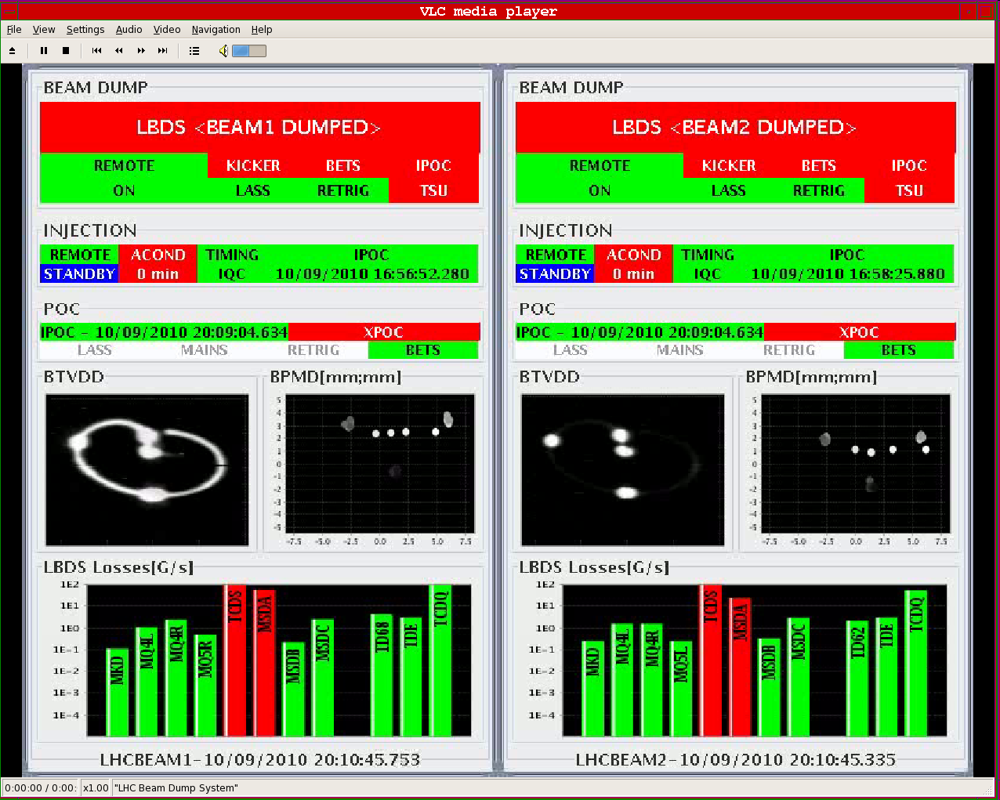 VLC media player
File View Settings Audio Video Navigation Help
BEAM DUMP
LBDS <BEAM1 DUMPED>
REMOTE KICKER BETS IPOC
ON LASS RETRIG TSU
INJECTION
REMOTE ACOND TIMING IPOC
STANDBY 0 min IQC 10/09/2010 16:56:52.280
POC
IPOC - 10/09/2010 20:09:04.634 XPOC
LASS MAINS RETRIG BETS
BTVDD
BPMD[mm;mm]
5
4
3
2
1
0
-1
-2
-3
-4
-5
-7.5 -5.0 -2.5 0.0 2.5 5.0 7.5
LBDS Losses[G/s]
1E2
1E1
1E0
1E-1
1E-2
1E-3
1E-4
MKD MQ4L MQ4R MQ5R TCDS MSDA MSDB MSDC TD68 TDE TCDQ
LHCBEAM1-10/09/2010 20:10:45.753
BEAM DUMP
LBDS <BEAM2 DUMPED>
REMOTE KICKER BETS IPOC
ON LASS RETRIG TSU
INJECTION
REMOTE ACOND TIMING IPOC
STANDBY 0 min IQC 10/09/2010 16:58:25.880
POC
IPOC - 10/09/2010 20:09:04.634 XPOC
LASS MAINS RETRIG BETS
BTVDD
BPMD[mm;mm]
5
4
3
2
1
0
-1
-2
-3
-4
-5
-7.5 -5.0 -2.5 0.0 2.5 5.0 7.5
LBDS Losses[G/s]
1E2
1E1
1E0
1E-1
1E-2
1E-3
1E-4
MKD MQ4L MQ4R MQ5L TCDS MSDA MSDB MSDC TD62 TDE TCDQ
LHCBEAM2-10/09/2010 20:10:45.335
0:00:00 / 0:00: x1.00 "LHC Beam Dump System"